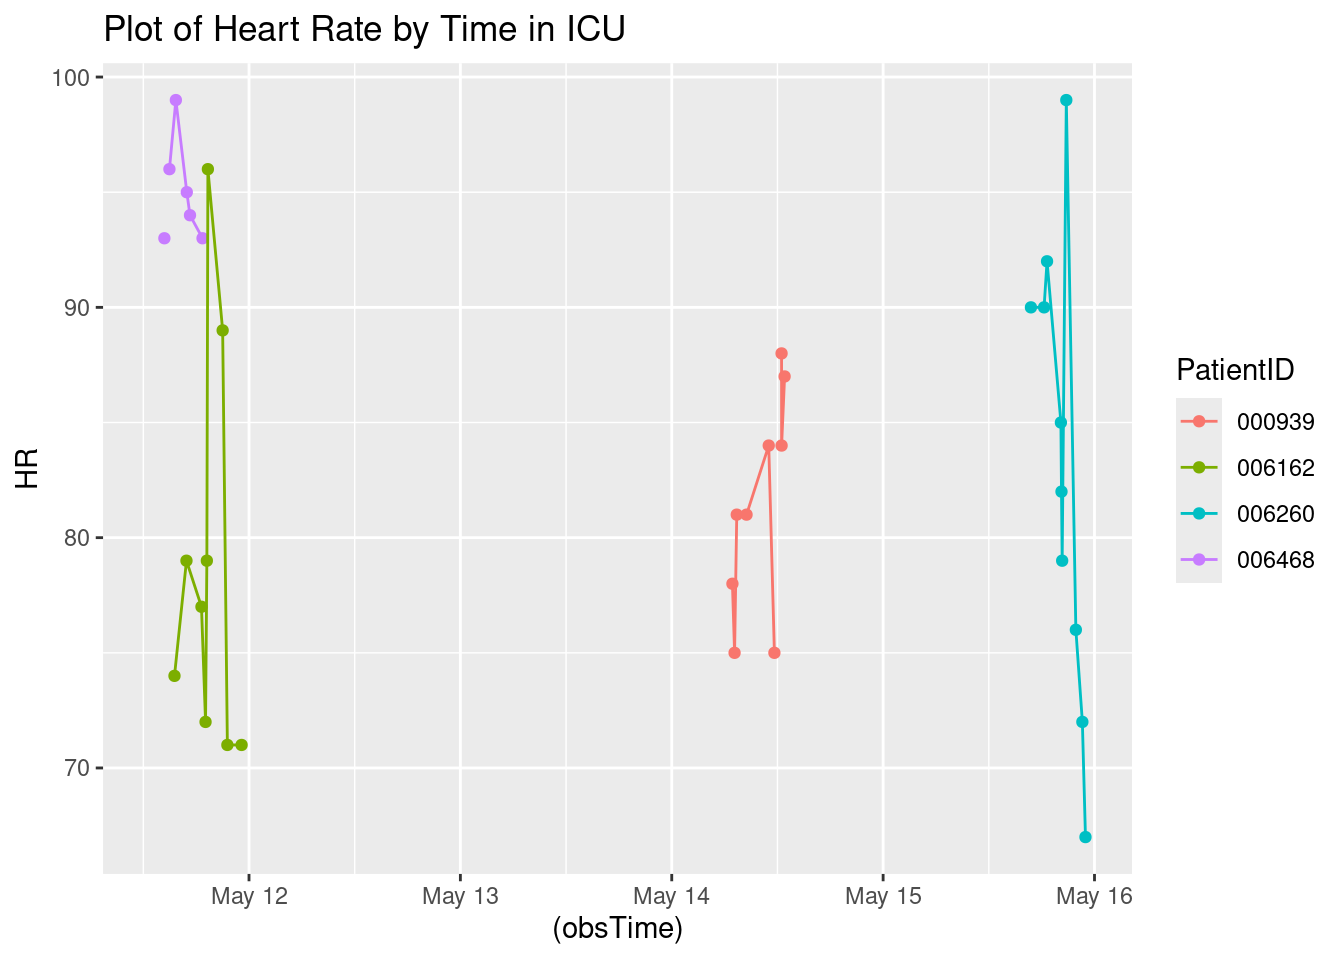 Plot of Heart Rate by Time in ICU
100
90
80
70
HR
May 12
May 13
May 14
May 15
May 16
(obsTime)
PatientID
000939
006162
006260
006468